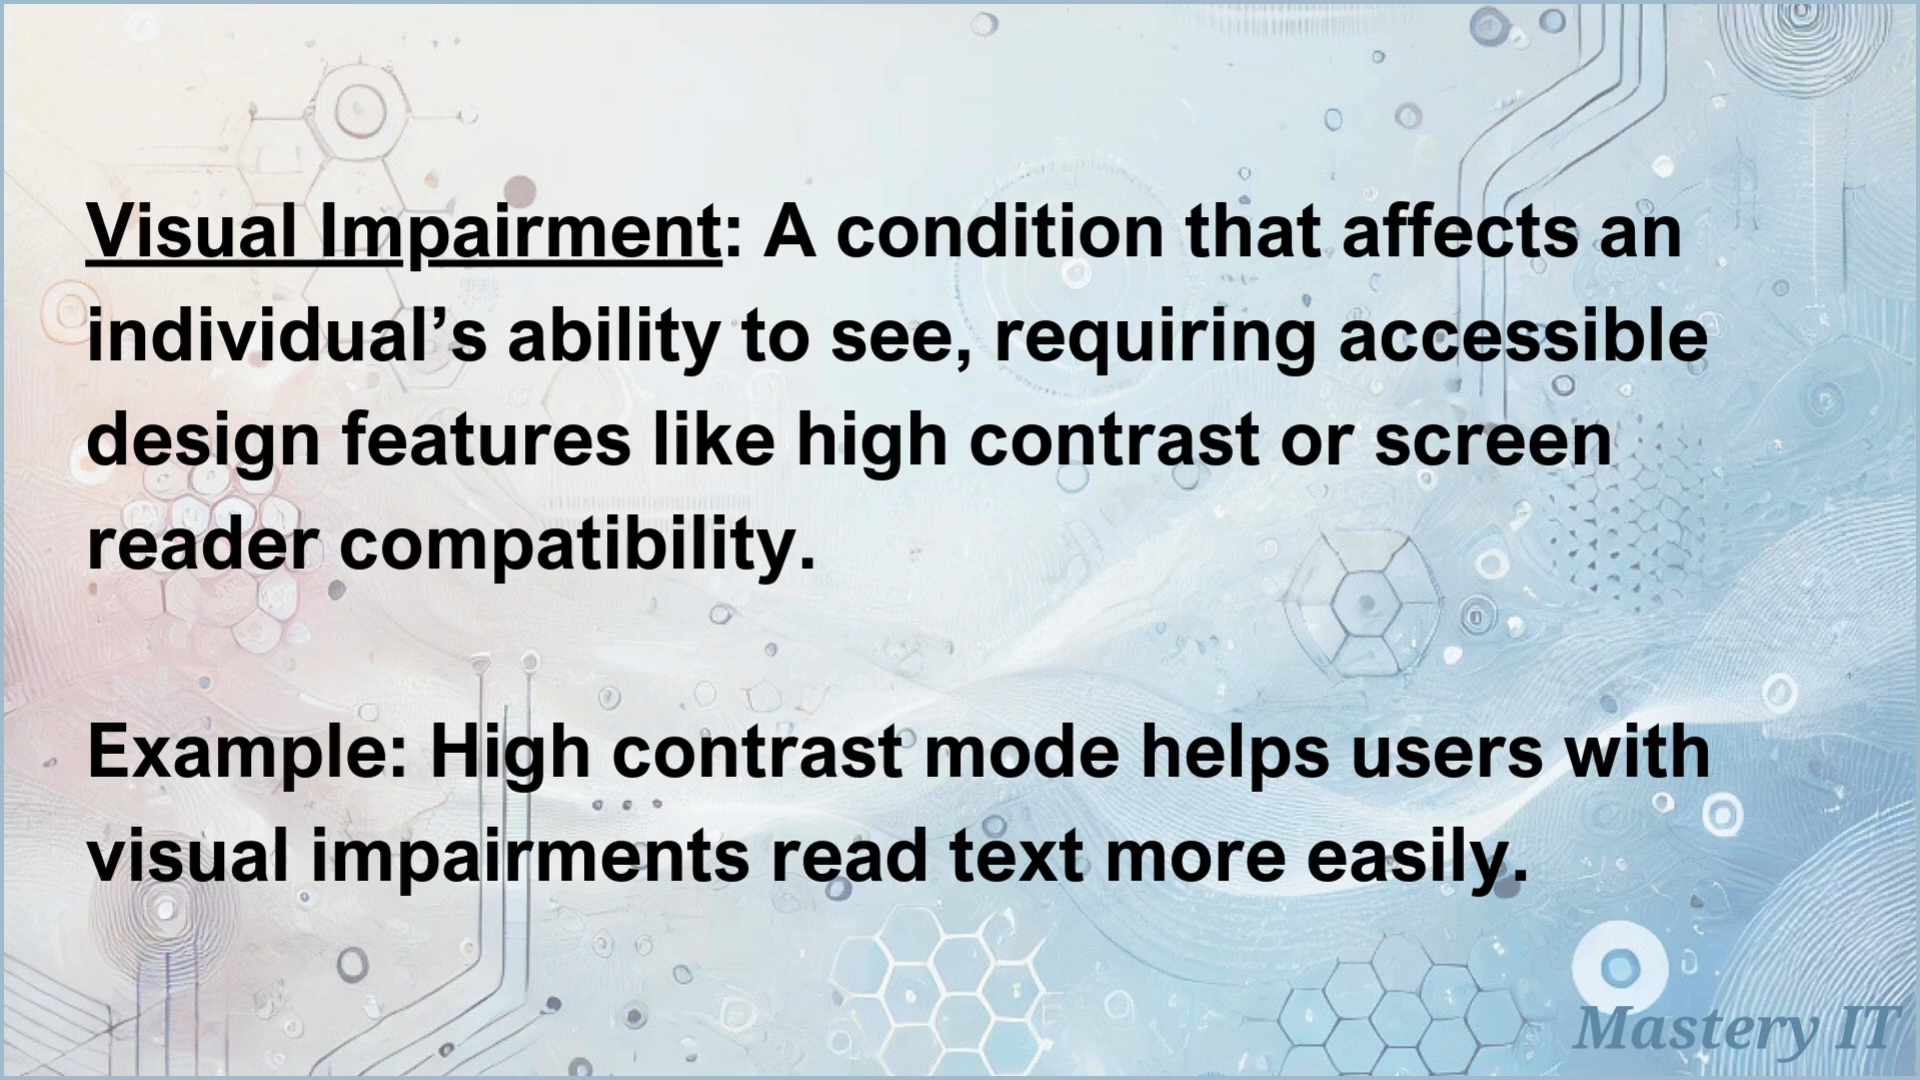 Visual Impairment: A condition that affects an
individual’s ability to see, requiring accessible
design features like high contrast or screen
reader compatibility.
Example: High contrast mode helps users with
visual impairments read text more easily.
Mastery IT